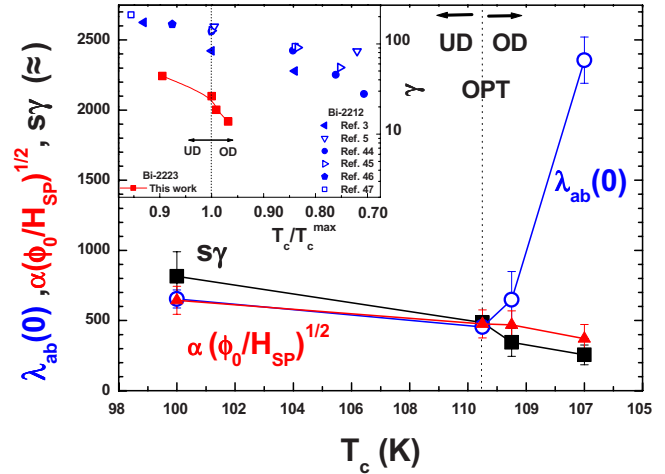 λab(0) ,α(ϕ0/HSP)1/2 , sγ (≈)
2500
2000
1500
1000
500
0
98 100 102 104 106 108 110 109 107 105
Tc (K)
UD OD
OPT
λab(0)
sγ
α (ϕ0/HSP)1/2
100
10
γ
Bi-2212
Ref. 3
Ref. 5
Ref. 44
Ref. 45
Ref. 46
Ref. 47
UD OD
Bi-2223
This work
0.9 1.0 0.90 0.80 0.70
Tc/Tcmax